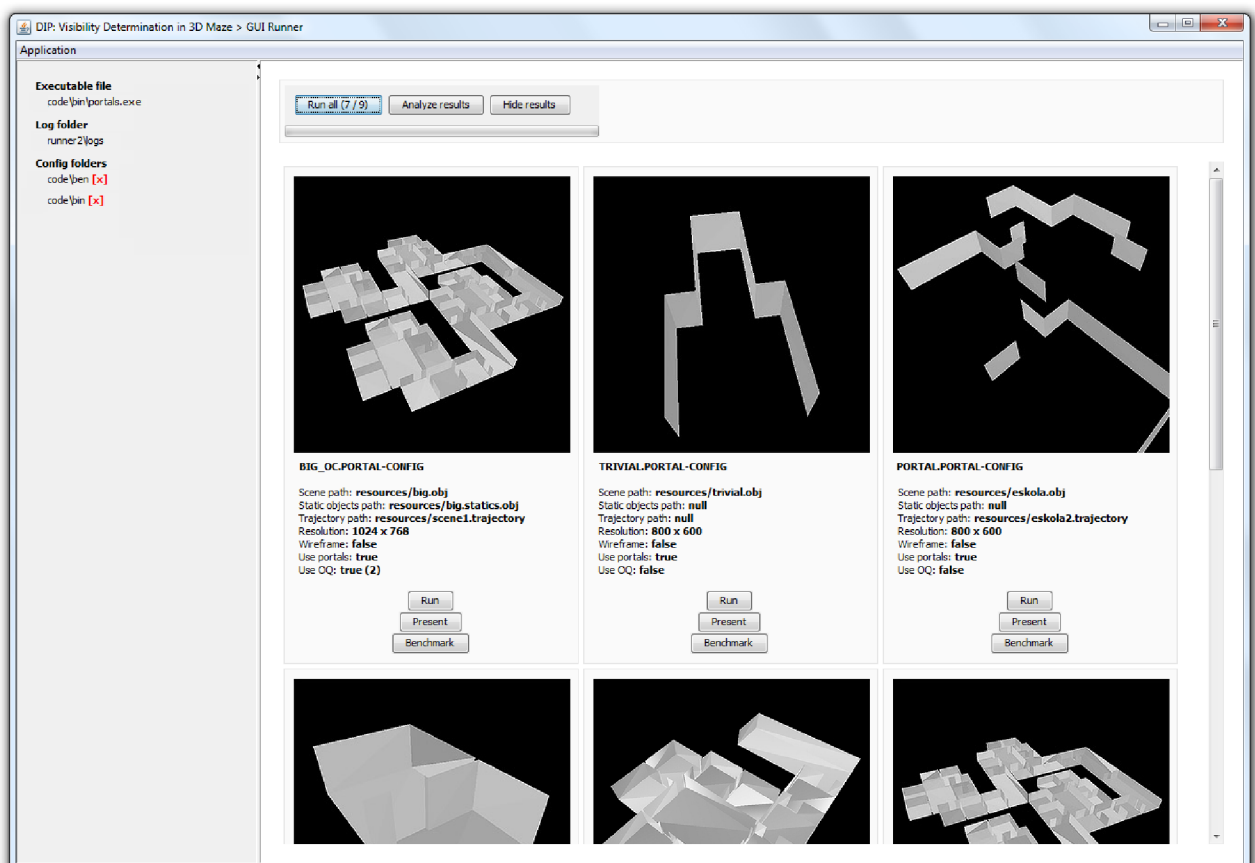 DIP: Visibility Determination in 3D Maze > GUI Runner
Application
Executable file
code\bin\portals.exe
Log folder
runner2\logs
Config folders
code\ben [x]
code\bin [x]
Run all (7 / 9) Analyze results Hide results
BIG_OC.PORTAL-CONFIG
Scene path: resources/big.obj
Static objects path: resources/big.statics.obj
Trajectory path: resources/scene1.trajectory
Resolution: 1024 x 768
Wireframe: false
Use portals: true
Use OQ: true (2)
Run
Present
Benchmark
TRIVIAL.PORTAL-CONFIG
Scene path: resources/trivial.obj
Static objects path: null
Trajectory path: null
Resolution: 800 x 600
Wireframe: false
Use portals: true
Use OQ: false
Run
Present
Benchmark
PORTAL.PORTAL-CONFIG
Scene path: resources/eskola.obj
Static objects path: null
Trajectory path: resources/eskola2.trajectory
Resolution: 800 x 600
Wireframe: false
Use portals: true
Use OQ: false
Run
Present
Benchmark